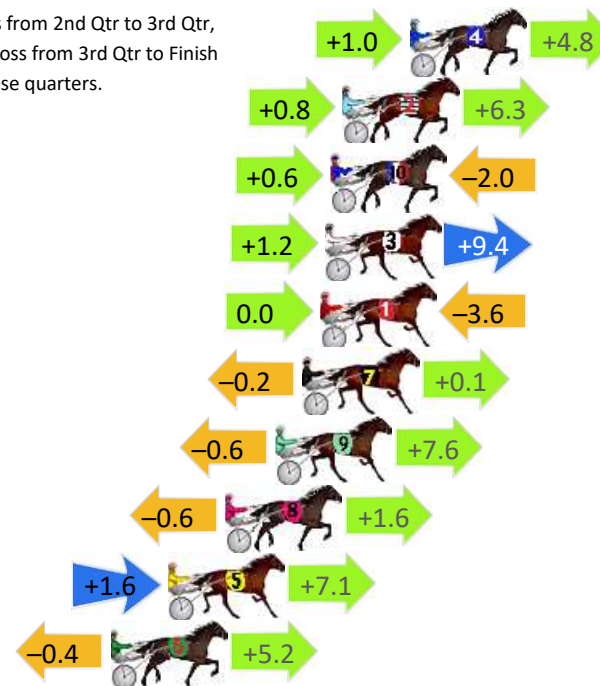 s from 2nd Qtr to 3rd Qtr,
oss from 3rd Qtr to Finish
ese quarters.
+1.0 4 +4.8
+0.8 2 +6.3
+0.6 10 –2.0
+1.2 3 +9.4
0.0 1 –3.6
–0.2 7 +0.1
–0.6 9 +7.6
–0.6 8 +1.6
+1.6 5 +7.1
–0.4 6 +5.2